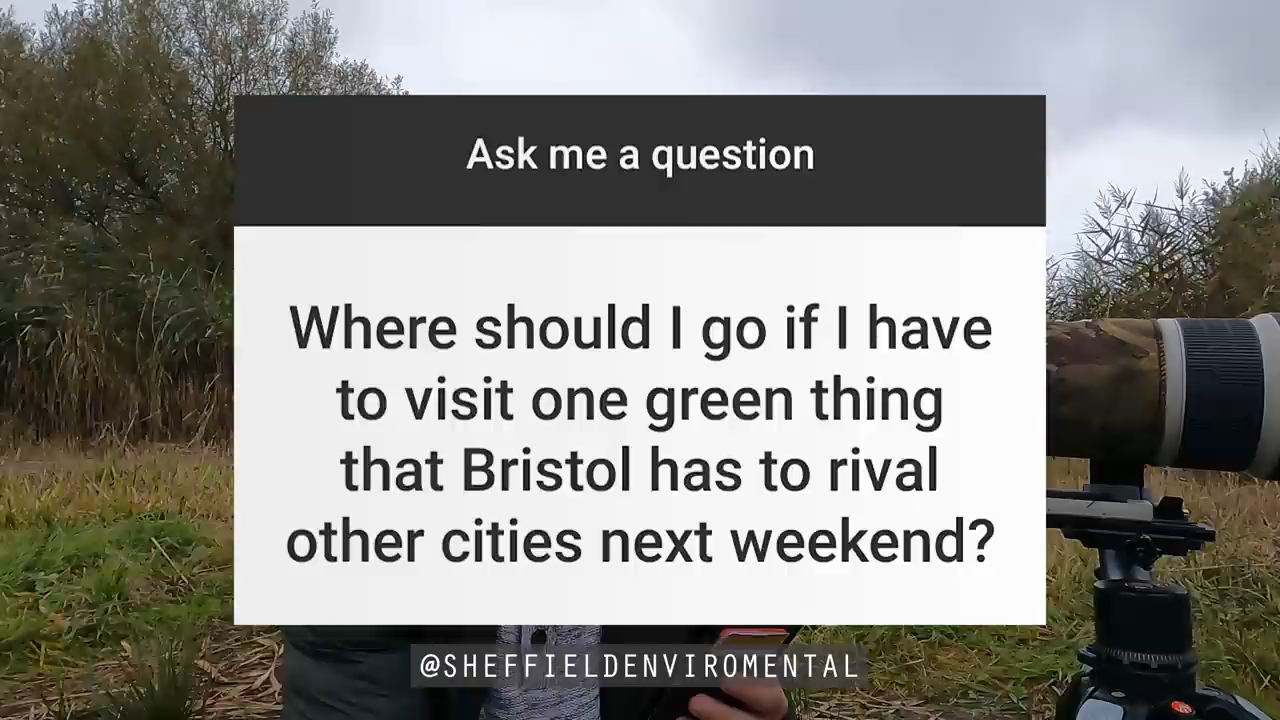 Ask me a question
Where should I go if I have
to visit one green thing
that Bristol has to rival
other cities next weekend?
@SHEFFIELDENVIROMENTAL